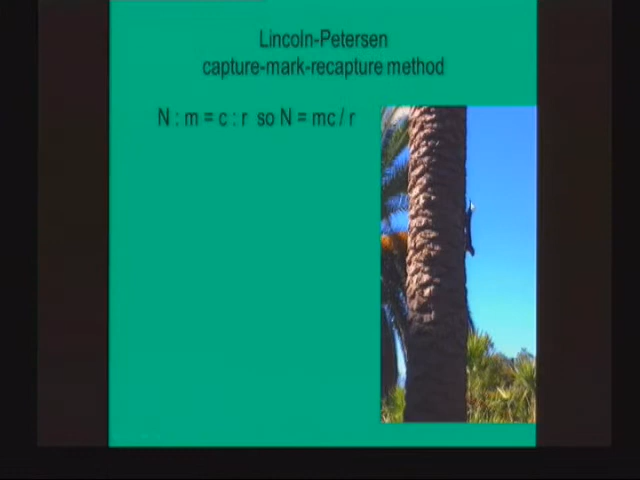 Lincoln-Petersen
capture-mark-recapture method
N : m = c : r  so N = mc / r